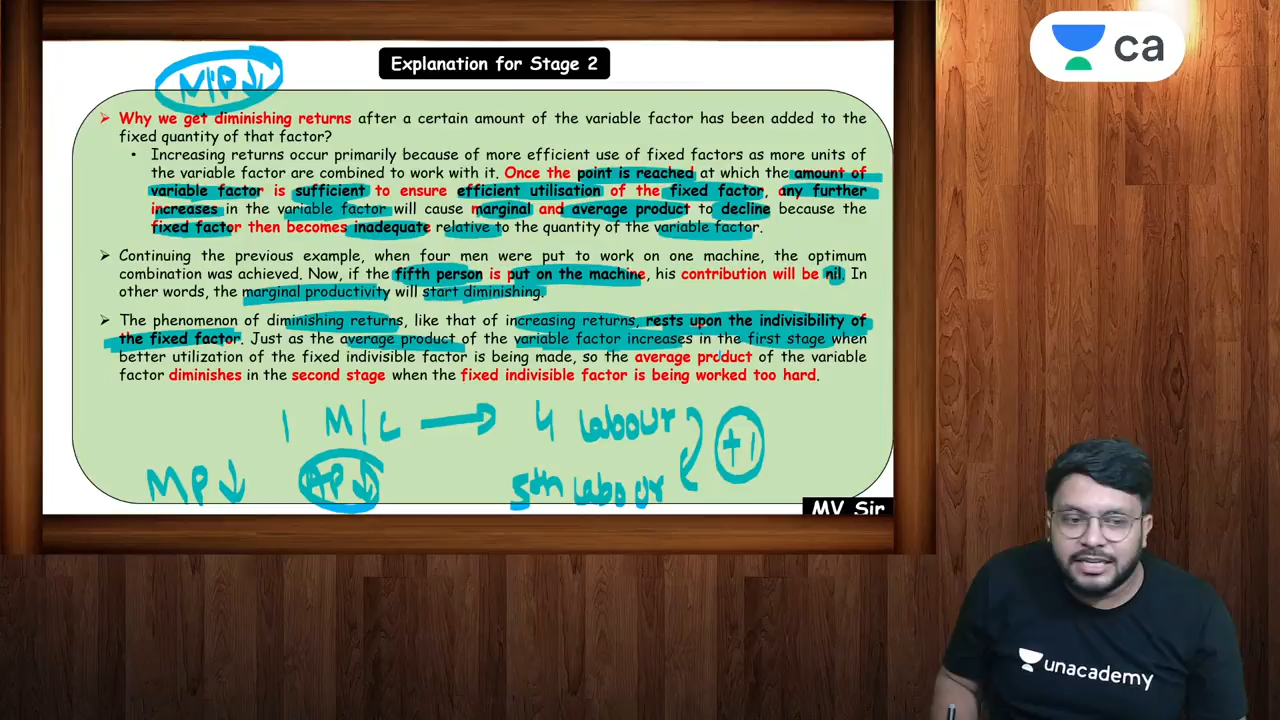 Explanation for Stage 2
ca
MP↓
➢ Why we get diminishing returns after a certain amount of the variable factor has been added to the
fixed quantity of that factor?
• Increasing returns occur primarily because of more efficient use of fixed factors as more units of
the variable factor are combined to work with it. Once the point is reached at which the amount of
variable factor is sufficient to ensure efficient utilisation of the fixed factor, any further
increases in the variable factor will cause marginal and average product to decline because the
fixed factor then becomes inadequate relative to the quantity of the variable factor.
➢ Continuing the previous example, when four men were put to work on one machine, the optimum
combination was achieved. Now, if the fifth person is put on the machine, his contribution will be nil. In
other words, the marginal productivity will start diminishing.
➢ The phenomenon of diminishing returns, like that of increasing returns, rests upon the indivisibility of
the fixed factor. Just as the average product of the variable factor increases in the first stage when
better utilization of the fixed indivisible factor is being made, so the average product of the variable
factor diminishes in the second stage when the fixed indivisible factor is being worked too hard.
1 M/C → 4 labour
+1
MP↓ AP↓ 5th labour
MV Sir
unacademy